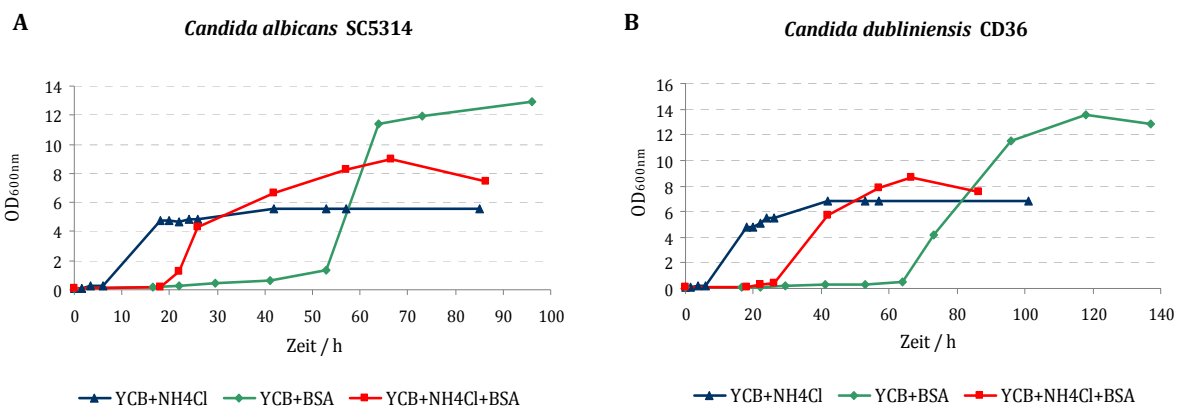 A
Candida albicans SC5314
14
12
10
8
6
4
2
0
OD600nm
0 10 20 30 40 50 60 70 80 90 100
Zeit / h
YCB+NH4Cl YCB+BSA YCB+NH4Cl+BSA
B
Candida dubliniensis CD36
16
14
12
10
8
6
4
2
0
OD600nm
0 20 40 60 80 100 120 140
Zeit / h
YCB+NH4Cl YCB+BSA YCB+NH4Cl+BSA